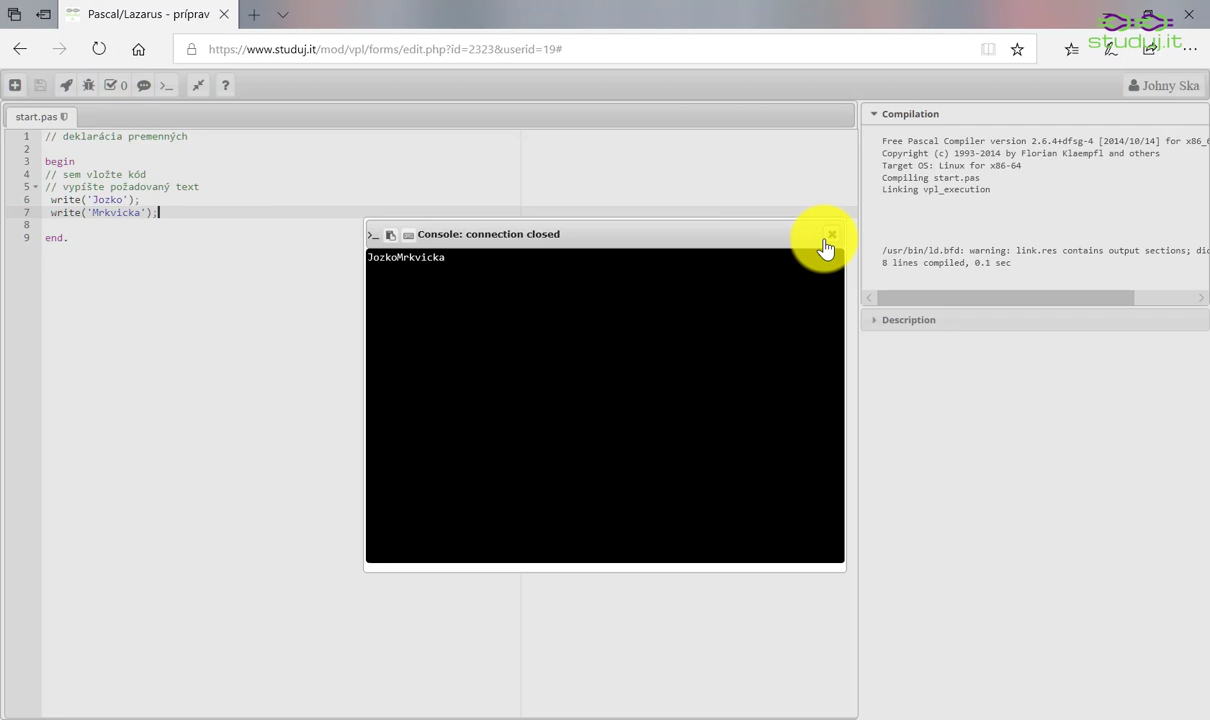 Pascal/Lazarus - príprav
https://www.studuj.it/mod/vpl/forms/edit.php?id=2323&userid=19#
studuj.it
0
?
Johny Ska
start.pas
1 // deklarácia premenných
2
3 begin
4 // sem vložte kód
5 // vypíšte požadovaný text
6 write('Jozko');
7 write('Mrkvicka');
8
9 end.
Console: connection closed
JozkoMrkvicka
Compilation
Free Pascal Compiler version 2.6.4+dfsg-4 [2014/10/14] for x86_6
Copyright (c) 1993-2014 by Florian Klaempfl and others
Target OS: Linux for x86-64
Compiling start.pas
Linking vpl_execution
/usr/bin/ld.bfd: warning: link.res contains output sections; did
8 lines compiled, 0.1 sec
Description